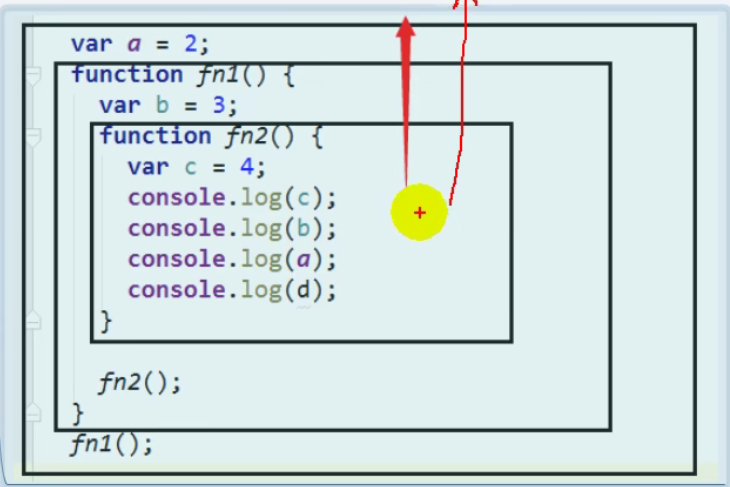 var a = 2;
function fn1() {
var b = 3;
function fn2() {
var c = 4;
console.log(c);
console.log(b);
console.log(a);
console.log(d);
}
fn2();
}
fn1();